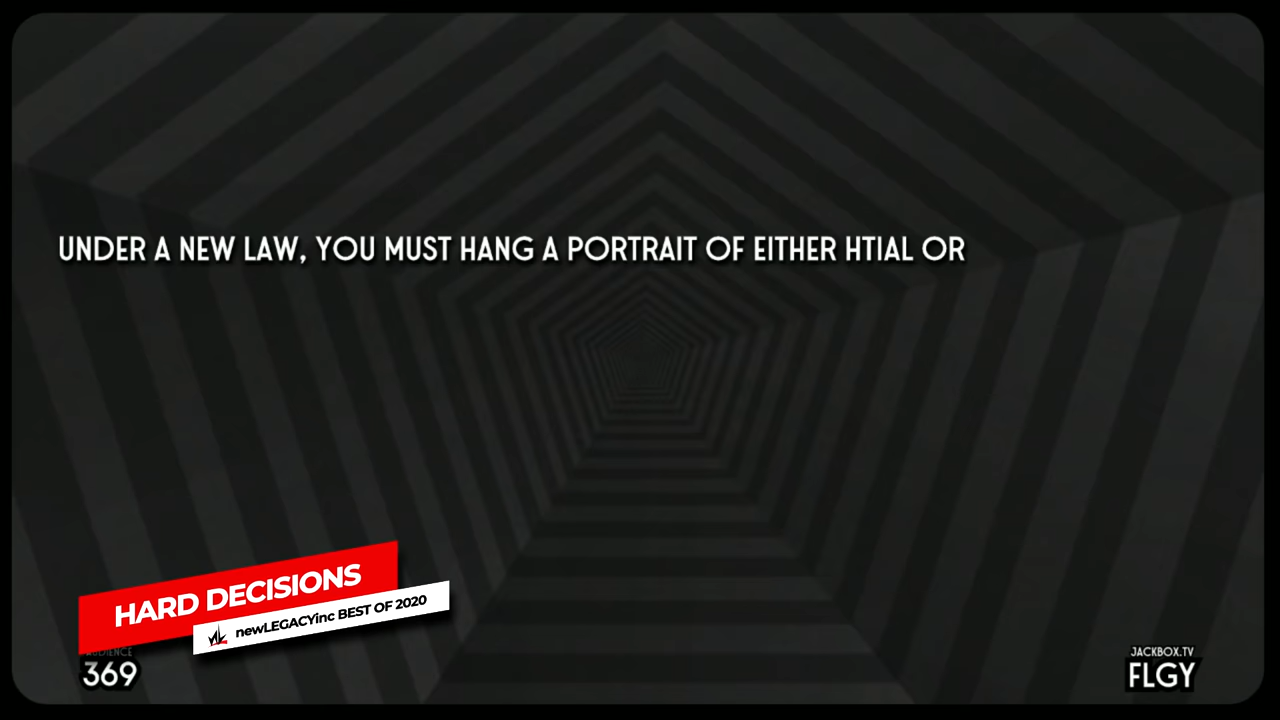 UNDER A NEW LAW, YOU MUST HANG A PORTRAIT OF EITHER HTIAL OR
HARD DECISIONS
newLEGACYinc BEST OF 2020
AUDIENCE
369
JACKBOX.TV
FLGY